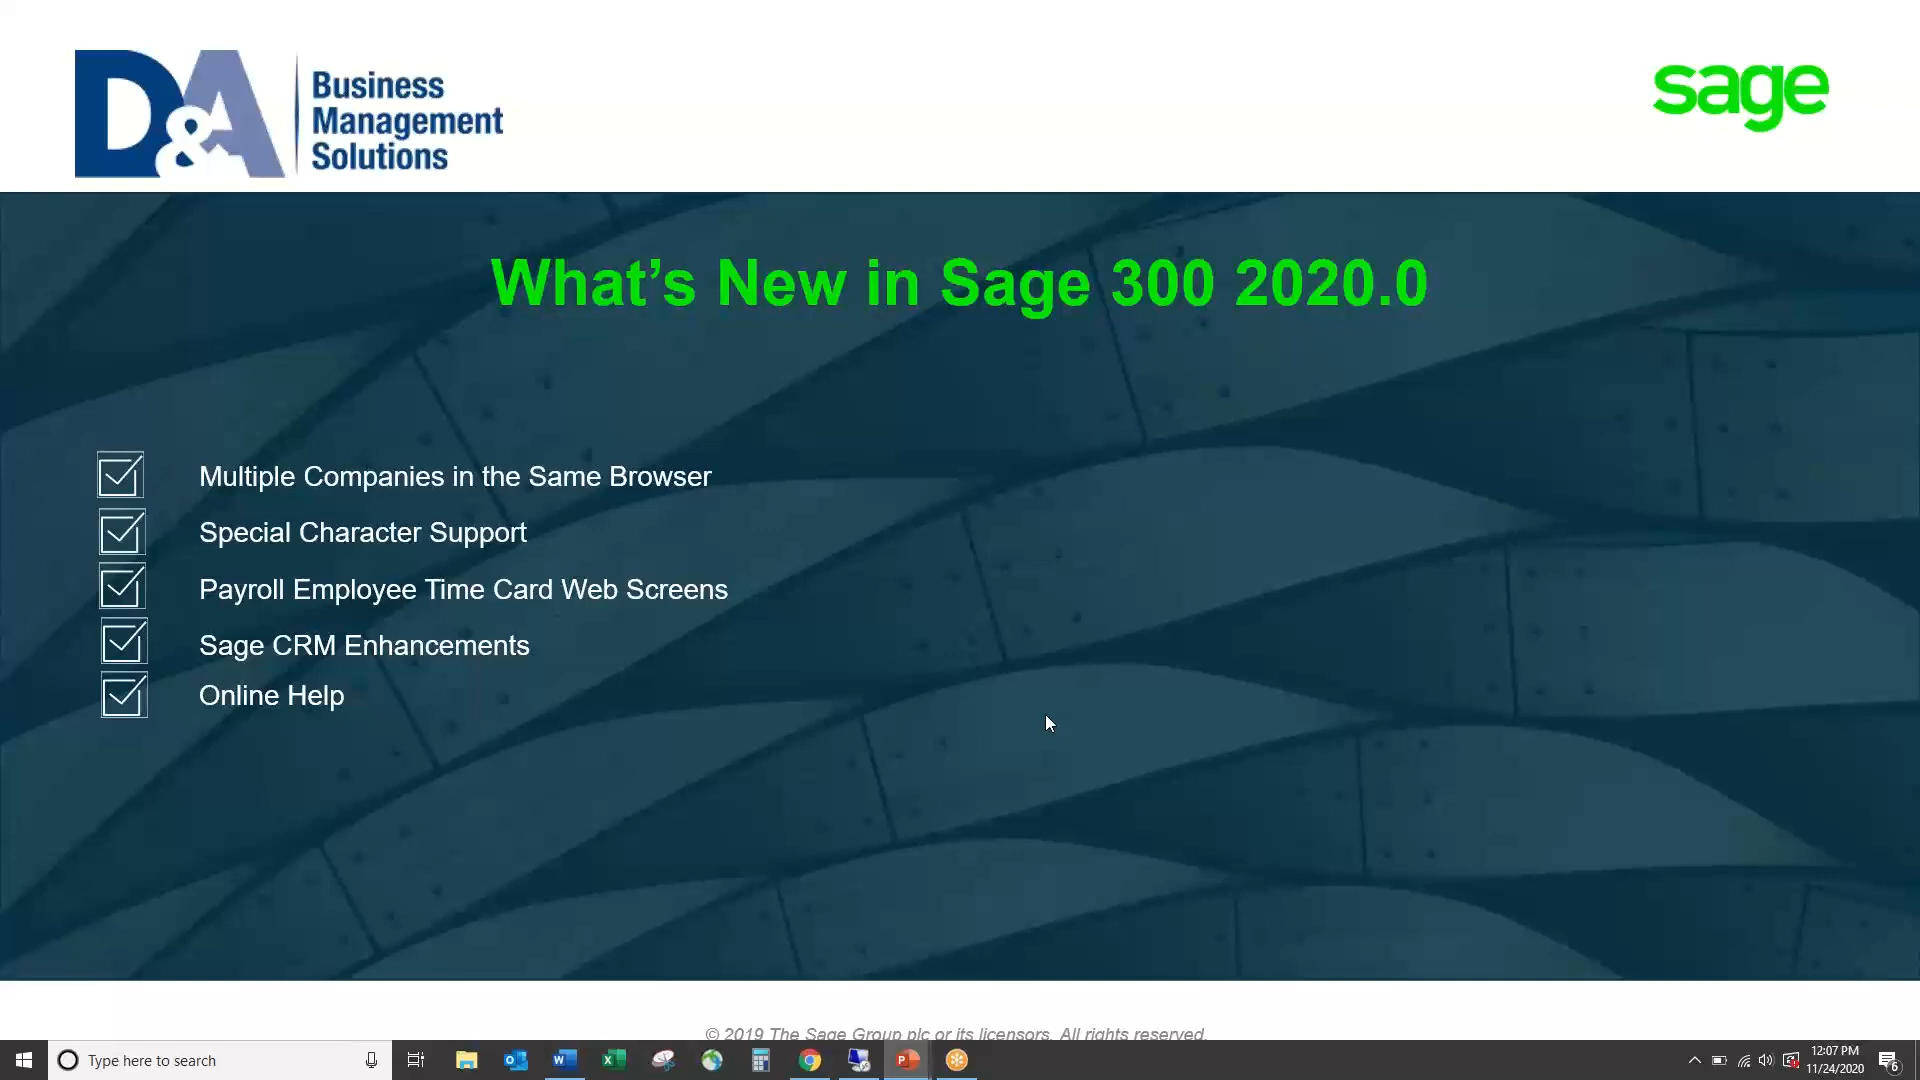 D&A
Business
Management
Solutions
sage
What's New in Sage 300 2020.0
Multiple Companies in the Same Browser
Special Character Support
Payroll Employee Time Card Web Screens
Sage CRM Enhancements
Online Help
© 2019 The Sage Group plc or its licensors. All rights reserved.
Type here to search
12:07 PM
11/24/2020
6